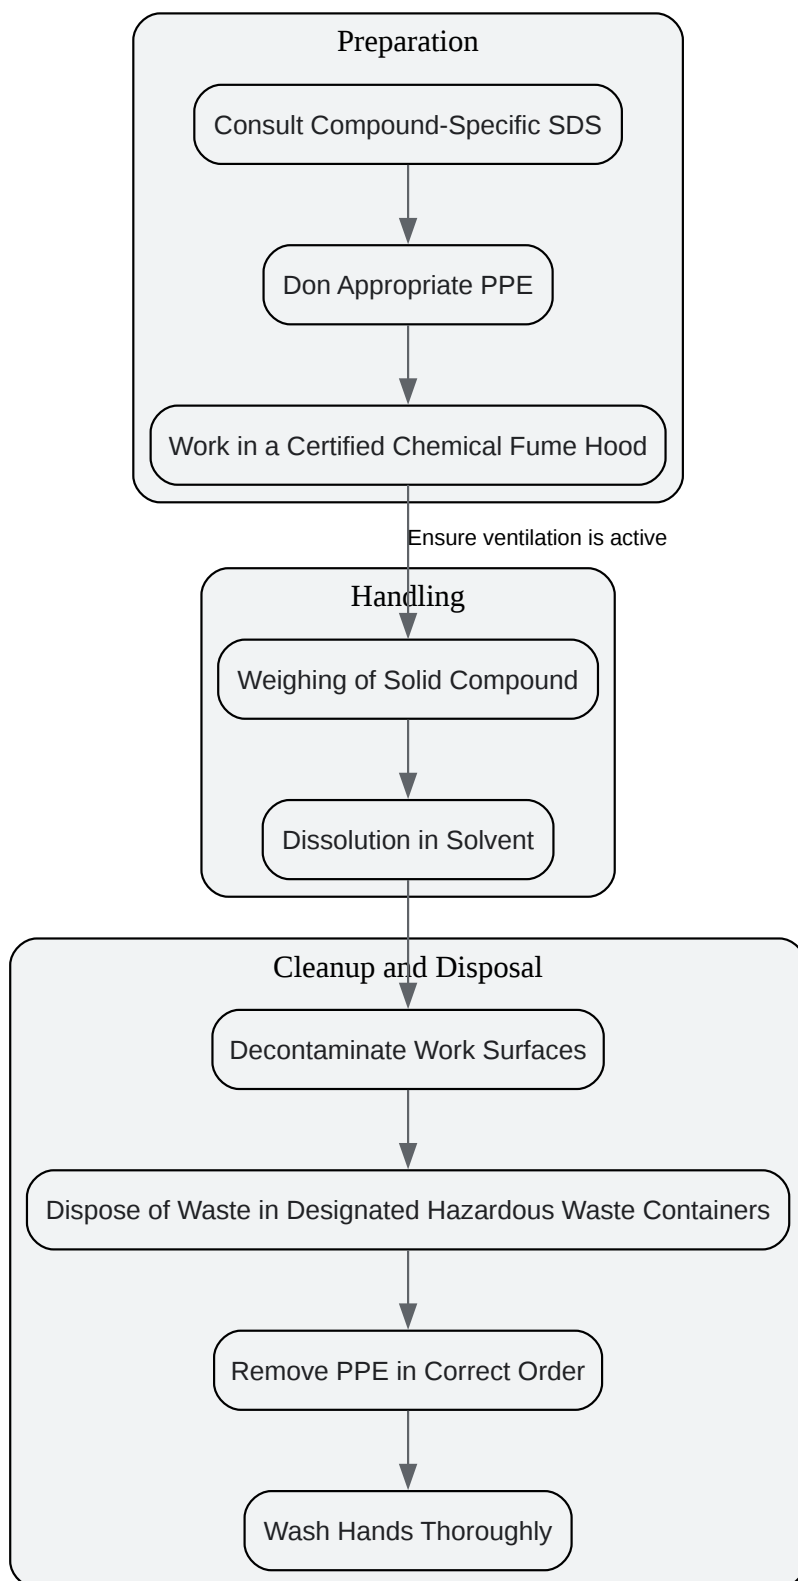 Preparation
Consult Compound-Specific SDS
Don Appropriate PPE
Work in a Certified Chemical Fume Hood
Ensure ventilation is active
Handling
Weighing of Solid Compound
Dissolution in Solvent
Cleanup and Disposal
Decontaminate Work Surfaces
Dispose of Waste in Designated Hazardous Waste Containers
Remove PPE in Correct Order
Wash Hands Thoroughly